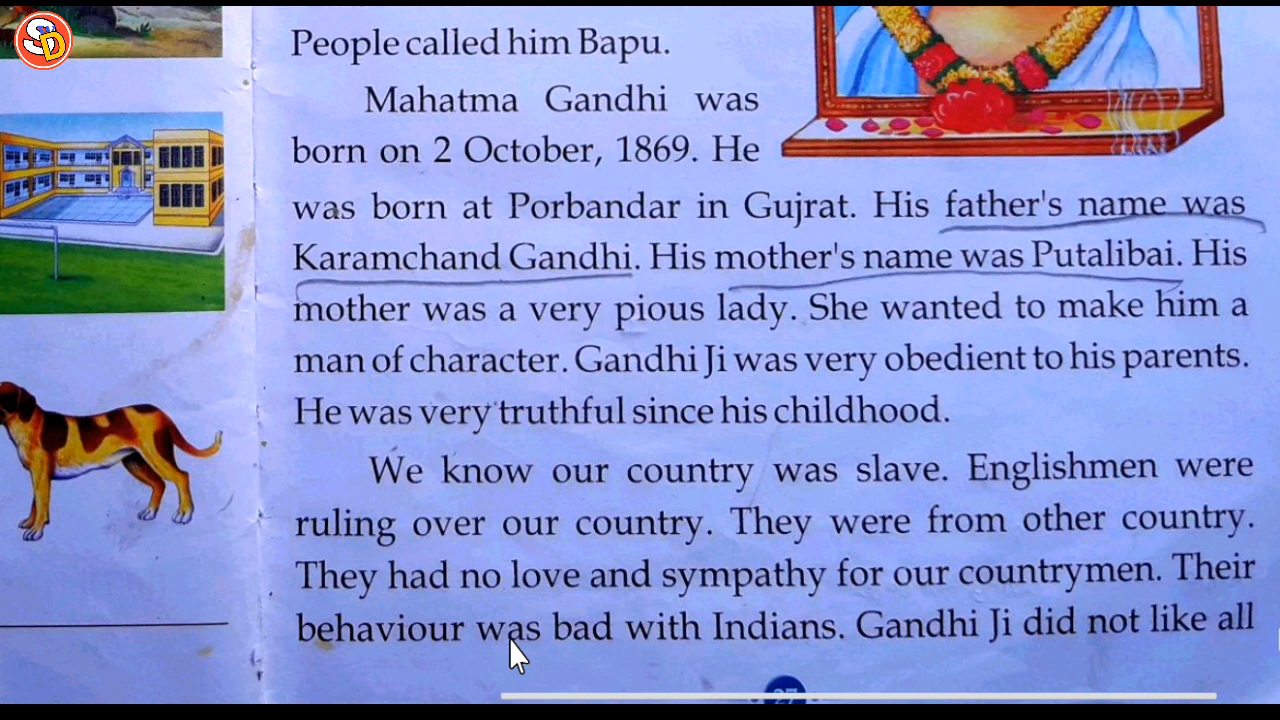 SD
People called him Bapu.
Mahatma Gandhi was
born on 2 October, 1869. He
was born at Porbandar in Gujrat. His father's name was
Karamchand Gandhi. His mother's name was Putalibai. His
mother was a very pious lady. She wanted to make him a
man of character. Gandhi Ji was very obedient to his parents.
He was very truthful since his childhood.
We know our country was slave. Englishmen were
ruling over our country. They were from other country.
They had no love and sympathy for our countrymen. Their
behaviour was bad with Indians. Gandhi Ji did not like all
27